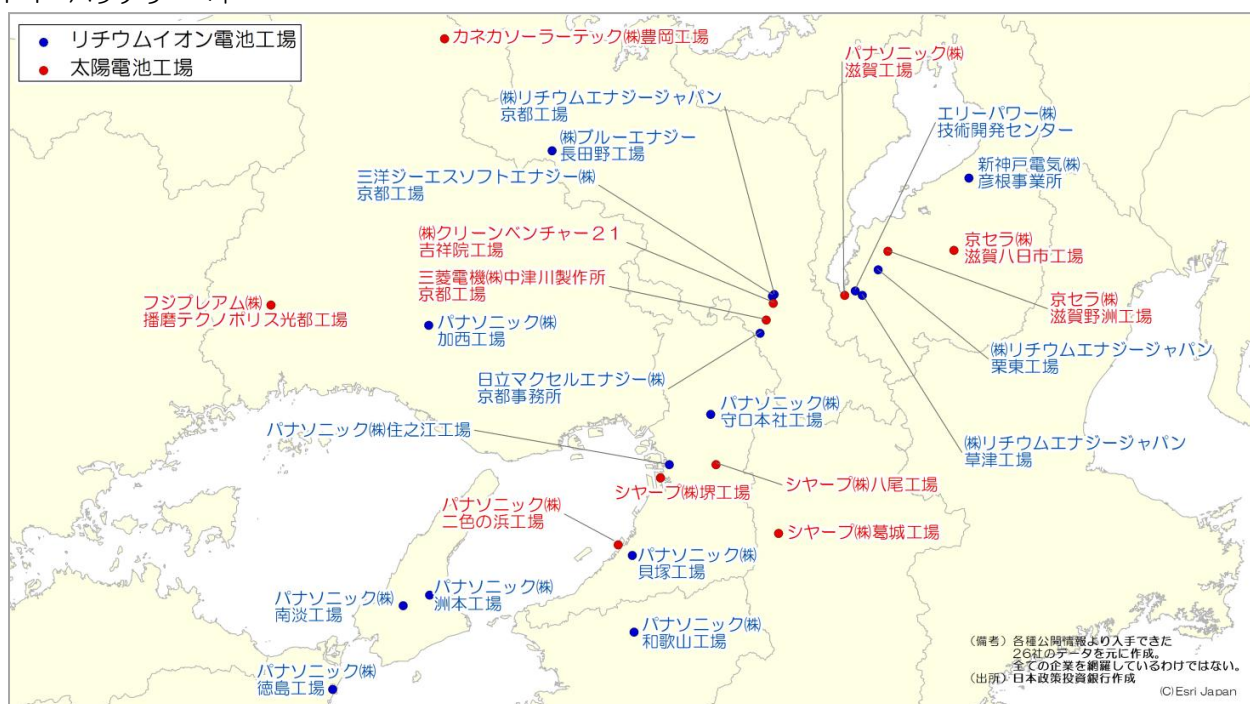 リチウムイオン電池工場
太陽電池工場
カネカソーラーテック㈱豊岡工場
パナソニック㈱
滋賀工場
㈱リチウムエナジージャパン
京都工場
エリーパワー㈱
技術開発センター
㈱ブルーエナジー
長田野工場
新神戸電気㈱
彦根事業所
三洋ジーエスソフトエナジー㈱
京都工場
㈱クリーンベンチャー21
吉祥院工場
京セラ㈱
滋賀八日市工場
三菱電機㈱中津川製作所
京都工場
フジプレアム㈱
播磨テクノポリス光都工場
京セラ㈱
滋賀野洲工場
パナソニック㈱
加西工場
㈱リチウムエナジージャパン
栗東工場
日立マクセルエナジー㈱
京都事務所
パナソニック㈱
守口本社工場
パナソニック㈱住之江工場
㈱リチウムエナジージャパン
草津工場
シャープ㈱堺工場
シャープ㈱八尾工場
パナソニック㈱
二色の浜工場
シャープ㈱葛城工場
パナソニック㈱
貝塚工場
パナソニック㈱
洲本工場
パナソニック㈱
南淡工場
パナソニック㈱
和歌山工場
パナソニック㈱
徳島工場
(備考) 各種公開情報より入手できた
26社のデータを元に作成。
全ての企業を網羅しているわけではない。
(出所) 日本政策投資銀行作成
(C)Esri Japan